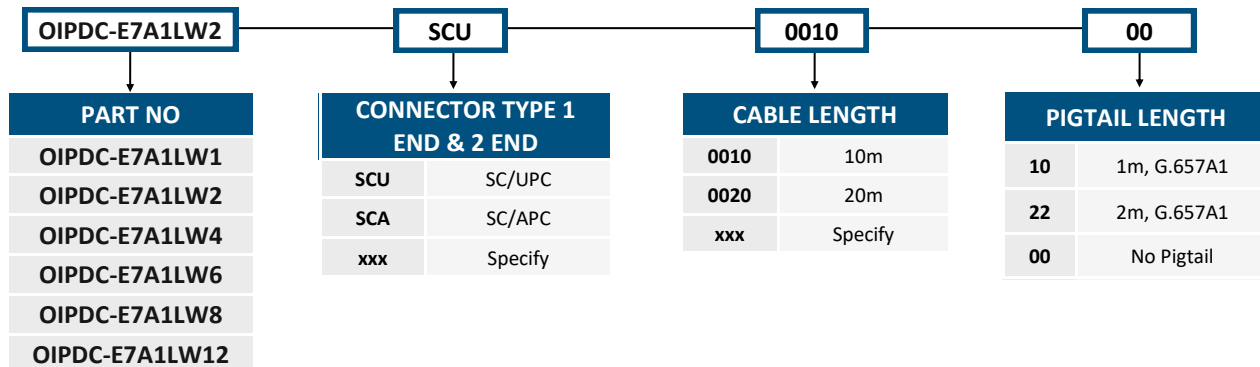 OIPDC-E7A1LW2 SCU 0010 00
PART NO
OIPDC-E7A1LW1
OIPDC-E7A1LW2
OIPDC-E7A1LW4
OIPDC-E7A1LW6
OIPDC-E7A1LW8
OIPDC-E7A1LW12
CONNECTOR TYPE 1
END & 2 END
SCU SC/UPC
SCA SC/APC
xxx Specify
CABLE LENGTH
0010 10m
0020 20m
xxx Specify
PIGTAIL LENGTH
10 1m, G.657A1
22 2m, G.657A1
00 No Pigtail